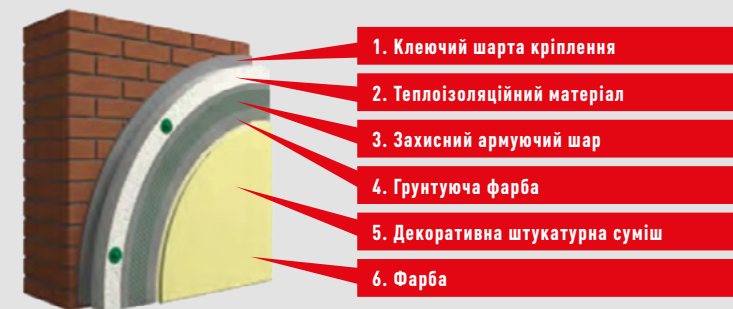 1. Клеючий шарта кріплення
2. Теплоізоляційний матеріал
3. Захисний армуючий шар
4. Грунтуюча фарба
5. Декоративна штукатурна суміш
6. Фарба